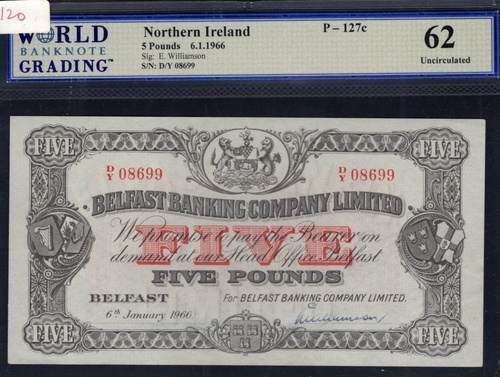 120
WORLD
BANKNOTE
GRADING™
Northern Ireland
5 Pounds 6.1.1966
Sig: E. Williamson
S/N: D/Y 08699
P – 127c
62
Uncirculated
FIVE FIVE
D/Y 08699 D/Y 08699
BELFAST BANKING COMPANY LIMITED
We promise to pay the Bearer on
demand at our Head Office Belfast
FIVE
FIVE POUNDS
BELFAST For BELFAST BANKING COMPANY LIMITED.
6th January 1966. E Williamson
FIVE FIVE